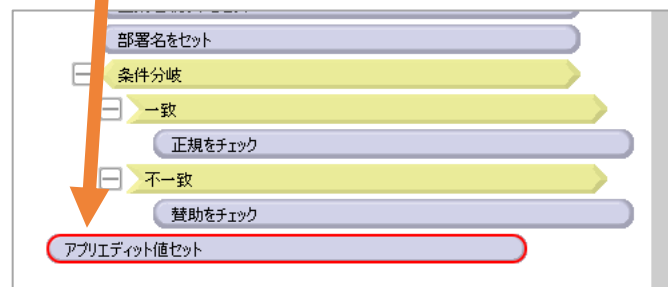 部署名をセット
条件分岐
一致
正規をチェック
不一致
賛助をチェック
アプリエディット値セット